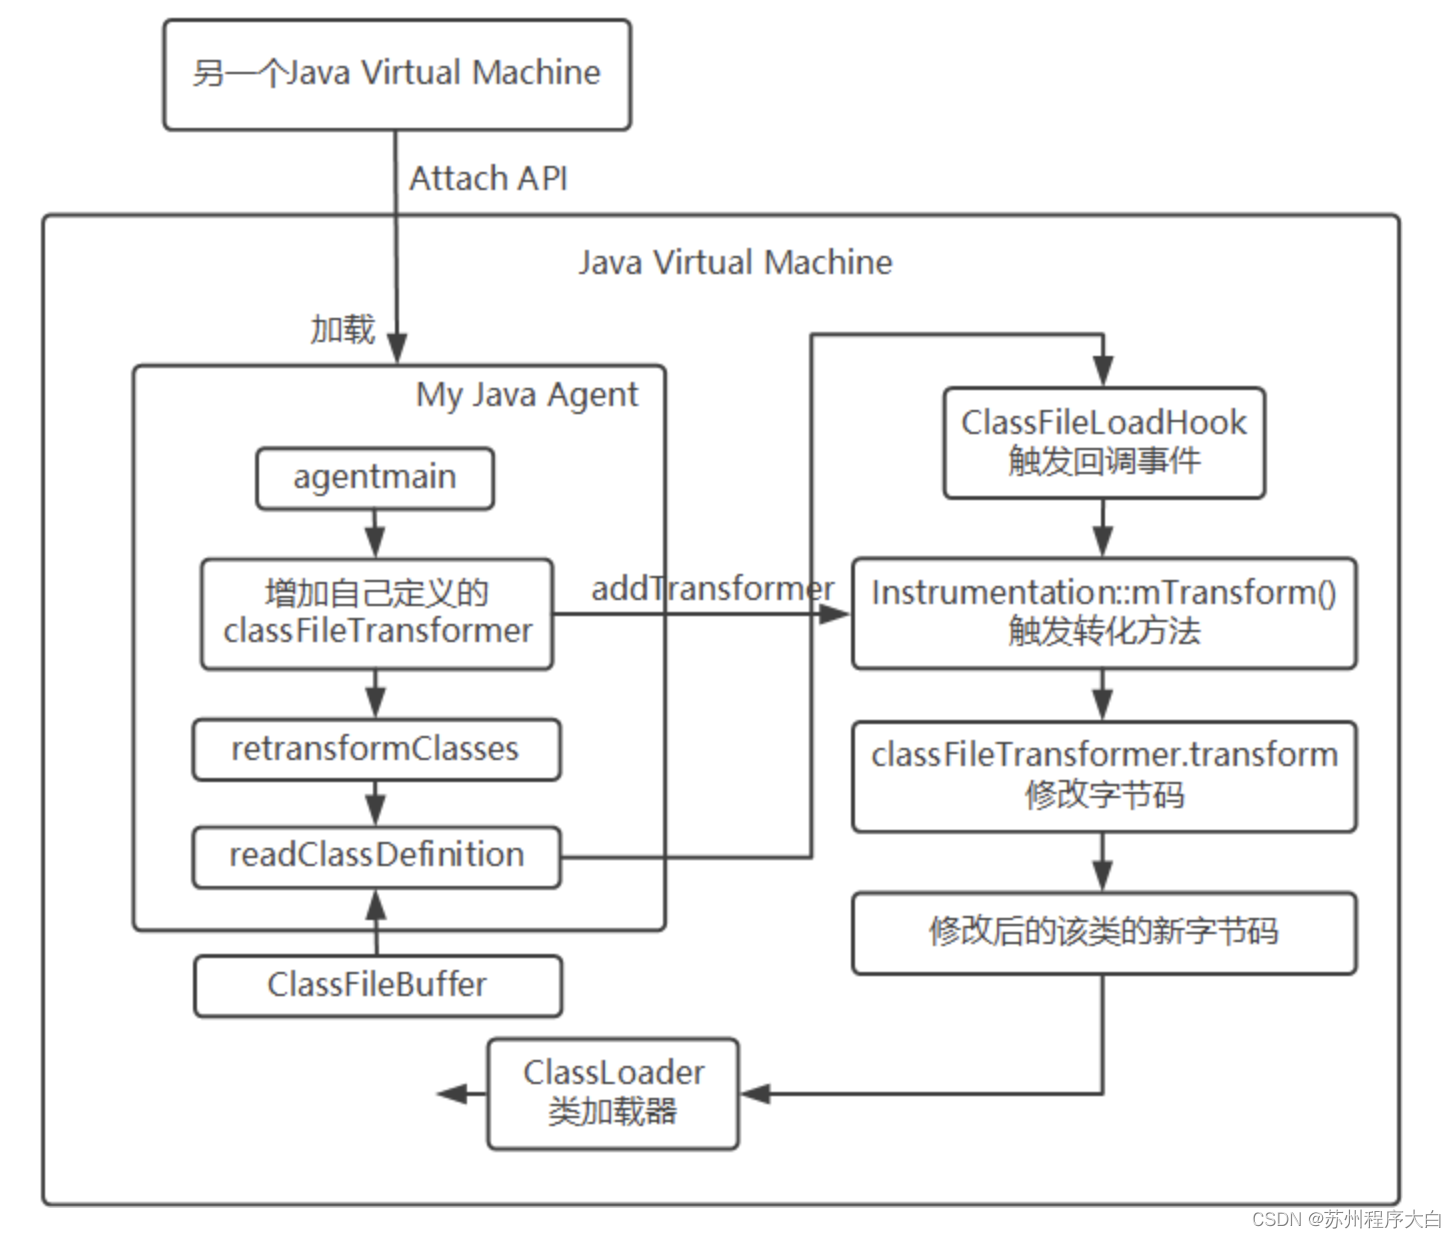 另一个Java Virtual Machine
Attach API
Java Virtual Machine
加载
My Java Agent
agentmain
增加自己定义的
classFileTransformer
addTransformer
retransformClasses
readClassDefinition
ClassFileBuffer
ClassFileLoadHook
触发回调事件
Instrumentation::mTransform()
触发转化方法
classFileTransformer.transform
修改字节码
修改后的该类的新字节码
ClassLoader
类加载器
CSDN @苏州程序大白